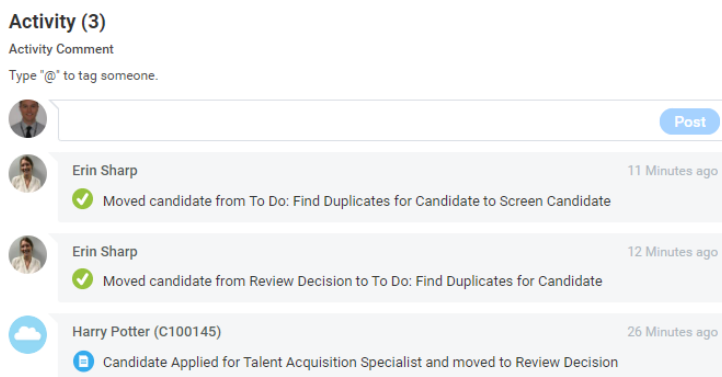 Activity (3)
Activity Comment
Type "@" to tag someone.
Post
Erin Sharp 11 Minutes ago
Moved candidate from To Do: Find Duplicates for Candidate to Screen Candidate
Erin Sharp 12 Minutes ago
Moved candidate from Review Decision to To Do: Find Duplicates for Candidate
Harry Potter (C100145) 26 Minutes ago
Candidate Applied for Talent Acquisition Specialist and moved to Review Decision